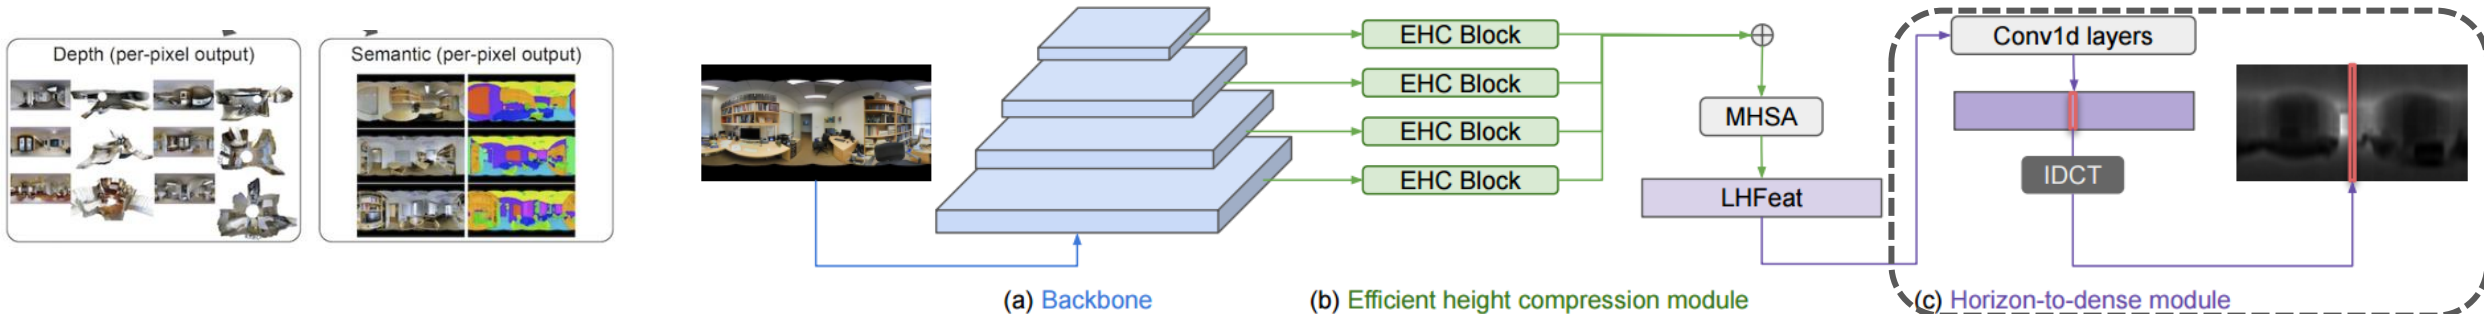 Depth (per-pixel output)
Semantic (per-pixel output)
EHC Block
EHC Block
EHC Block
EHC Block
MHSA
LHFeat
Conv1d layers
IDCT
(a) Backbone
(b) Efficient height compression module
(c) Horizon-to-dense module